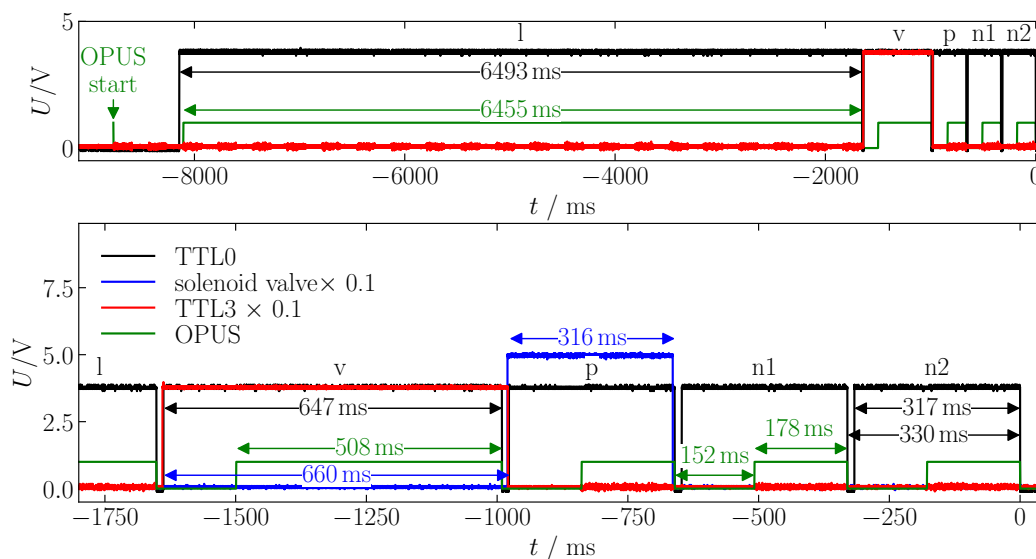 l v p n1 n2
5
0
U/V
OPUS
start
6493 ms
6455 ms
−8000 −6000 −4000 −2000 0
t / ms
TTL0
solenoid valve× 0.1
TTL3 × 0.1
OPUS
7.5
5.0
2.5
0.0
U/V
316 ms
l v p n1 n2
647 ms
317 ms
508 ms
178 ms
330 ms
152 ms
660 ms
−1750 −1500 −1250 −1000 −750 −500 −250 0
t / ms